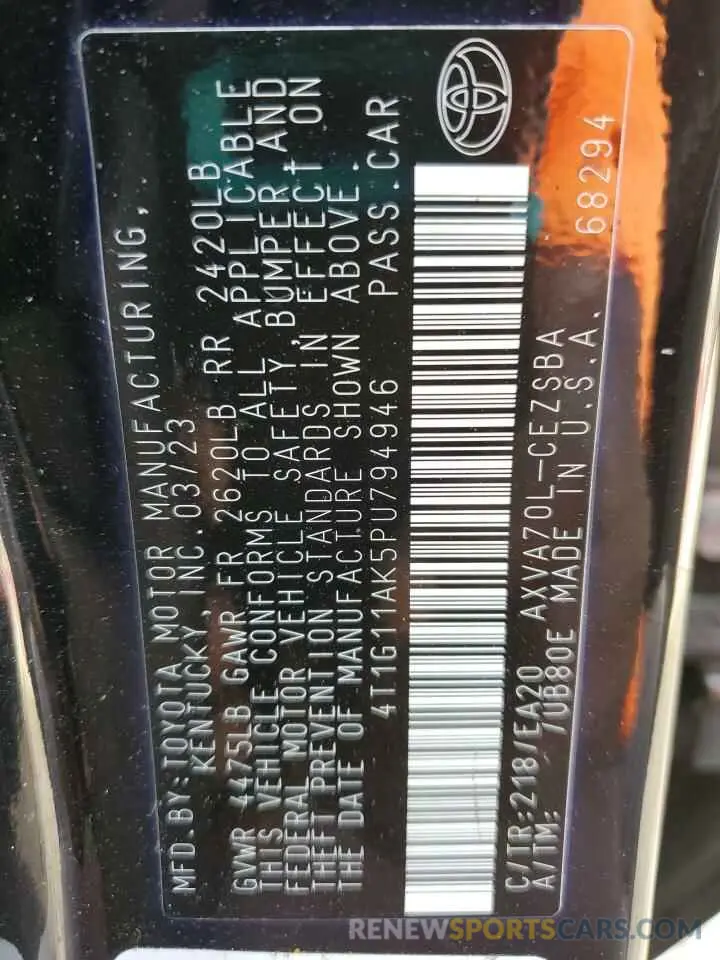 MFD.BY:TOYOTA MOTOR MANUFACTURING,
KENTUCKY, INC.03/23
GVWR 4475LB GAWR FR 2620LB RR 2420LB
THIS VEHICLE CONFORMS TO ALL APPLICABLE
FEDERAL MOTOR VEHICLE SAFETY, BUMPER AND
THEFT PREVENTION STANDARDS IN EFFECT ON
THE DATE OF MANUFACTURE SHOWN ABOVE.
4T1G11AK5PU794946 PASS.CAR
C/TR:218/EA20 AXVA70L-CEZSBA
A/TM: /UB80E MADE IN U.S.A. 68294
RENEWSPORTSCARS.COM